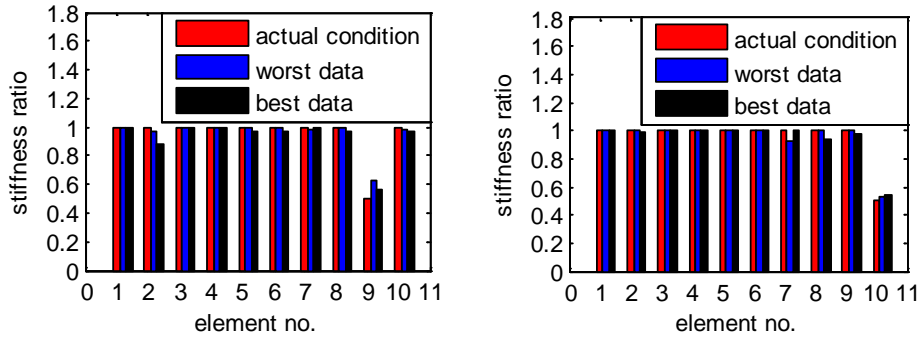 1.8
1.6
1.4
1.2
1
0.8
0.6
0.4
0.2
0
stiffness ratio
actual condition
worst data
best data
0 1 2 3 4 5 6 7 8 9 10 11
element no.
1.8
1.6
1.4
1.2
1
0.8
0.6
0.4
0.2
0
stiffness ratio
actual condition
worst data
best data
0 1 2 3 4 5 6 7 8 9 10 11
element no.